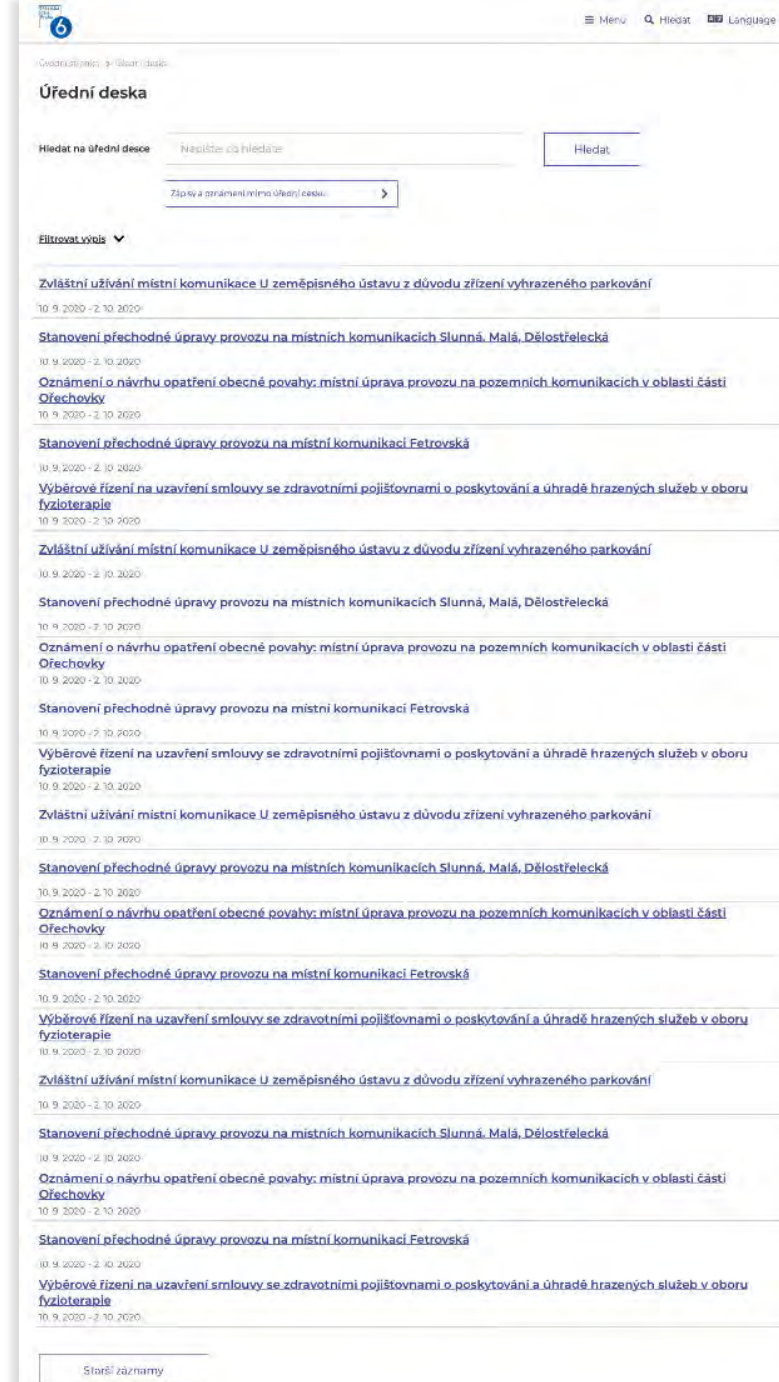 6
Menu Hledat Language
Úřední deska
Hledat na úřední desce Napište co hledáte Hledat
Zápisy a oznámení mimo úřední desku
Filtrovat výpis
Zvláštní užívání místní komunikace U zeměpisného ústavu z důvodu zřízení vyhrazeného parkování
10. 9. 2020 - 2. 10. 2020
Stanovení přechodné úpravy provozu na místních komunikacích Slunná, Malá, Dělostřelecká
10. 9. 2020 - 2. 10. 2020
Oznámení o návrhu opatření obecné povahy: místní úprava provozu na pozemních komunikacích v oblasti části
Ořechovky
10. 9. 2020 - 2. 10. 2020
Stanovení přechodné úpravy provozu na místní komunikaci Fetrovská
10. 9. 2020 - 2. 10. 2020
Výběrové řízení na uzavření smlouvy se zdravotními pojišťovnami o poskytování a úhradě hrazených služeb v oboru
fyzioterapie
10. 9. 2020 - 2. 10. 2020
Zvláštní užívání místní komunikace U zeměpisného ústavu z důvodu zřízení vyhrazeného parkování
10. 9. 2020 - 2. 10. 2020
Stanovení přechodné úpravy provozu na místních komunikacích Slunná, Malá, Dělostřelecká
10. 9. 2020 - 2. 10. 2020
Oznámení o návrhu opatření obecné povahy: místní úprava provozu na pozemních komunikacích v oblasti části
Ořechovky
10. 9. 2020 - 2. 10. 2020
Stanovení přechodné úpravy provozu na místní komunikaci Fetrovská
10. 9. 2020 - 2. 10. 2020
Výběrové řízení na uzavření smlouvy se zdravotními pojišťovnami o poskytování a úhradě hrazených služeb v oboru
fyzioterapie
10. 9. 2020 - 2. 10. 2020
Zvláštní užívání místní komunikace U zeměpisného ústavu z důvodu zřízení vyhrazeného parkování
10. 9. 2020 - 2. 10. 2020
Stanovení přechodné úpravy provozu na místních komunikacích Slunná, Malá, Dělostřelecká
10. 9. 2020 - 2. 10. 2020
Oznámení o návrhu opatření obecné povahy: místní úprava provozu na pozemních komunikacích v oblasti části
Ořechovky
10. 9. 2020 - 2. 10. 2020
Stanovení přechodné úpravy provozu na místní komunikaci Fetrovská
10. 9. 2020 - 2. 10. 2020
Výběrové řízení na uzavření smlouvy se zdravotními pojišťovnami o poskytování a úhradě hrazených služeb v oboru
fyzioterapie
10. 9. 2020 - 2. 10. 2020
Zvláštní užívání místní komunikace U zeměpisného ústavu z důvodu zřízení vyhrazeného parkování
10. 9. 2020 - 2. 10. 2020
Stanovení přechodné úpravy provozu na místních komunikacích Slunná, Malá, Dělostřelecká
10. 9. 2020 - 2. 10. 2020
Oznámení o návrhu opatření obecné povahy: místní úprava provozu na pozemních komunikacích v oblasti části
Ořechovky
10. 9. 2020 - 2. 10. 2020
Stanovení přechodné úpravy provozu na místní komunikaci Fetrovská
10. 9. 2020 - 2. 10. 2020
Výběrové řízení na uzavření smlouvy se zdravotními pojišťovnami o poskytování a úhradě hrazených služeb v oboru
fyzioterapie
10. 9. 2020 - 2. 10. 2020
Starší záznamy